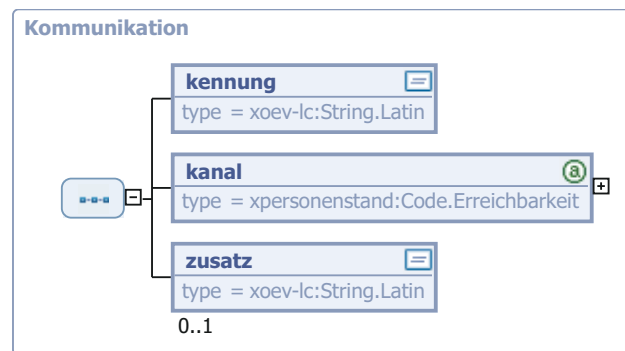 Kommunikation
kennung
type = xoev-lc:String.Latin
kanal
type = xpersonenstand:Code.Erreichbarkeit
zusatz
type = xoev-lc:String.Latin
0..1